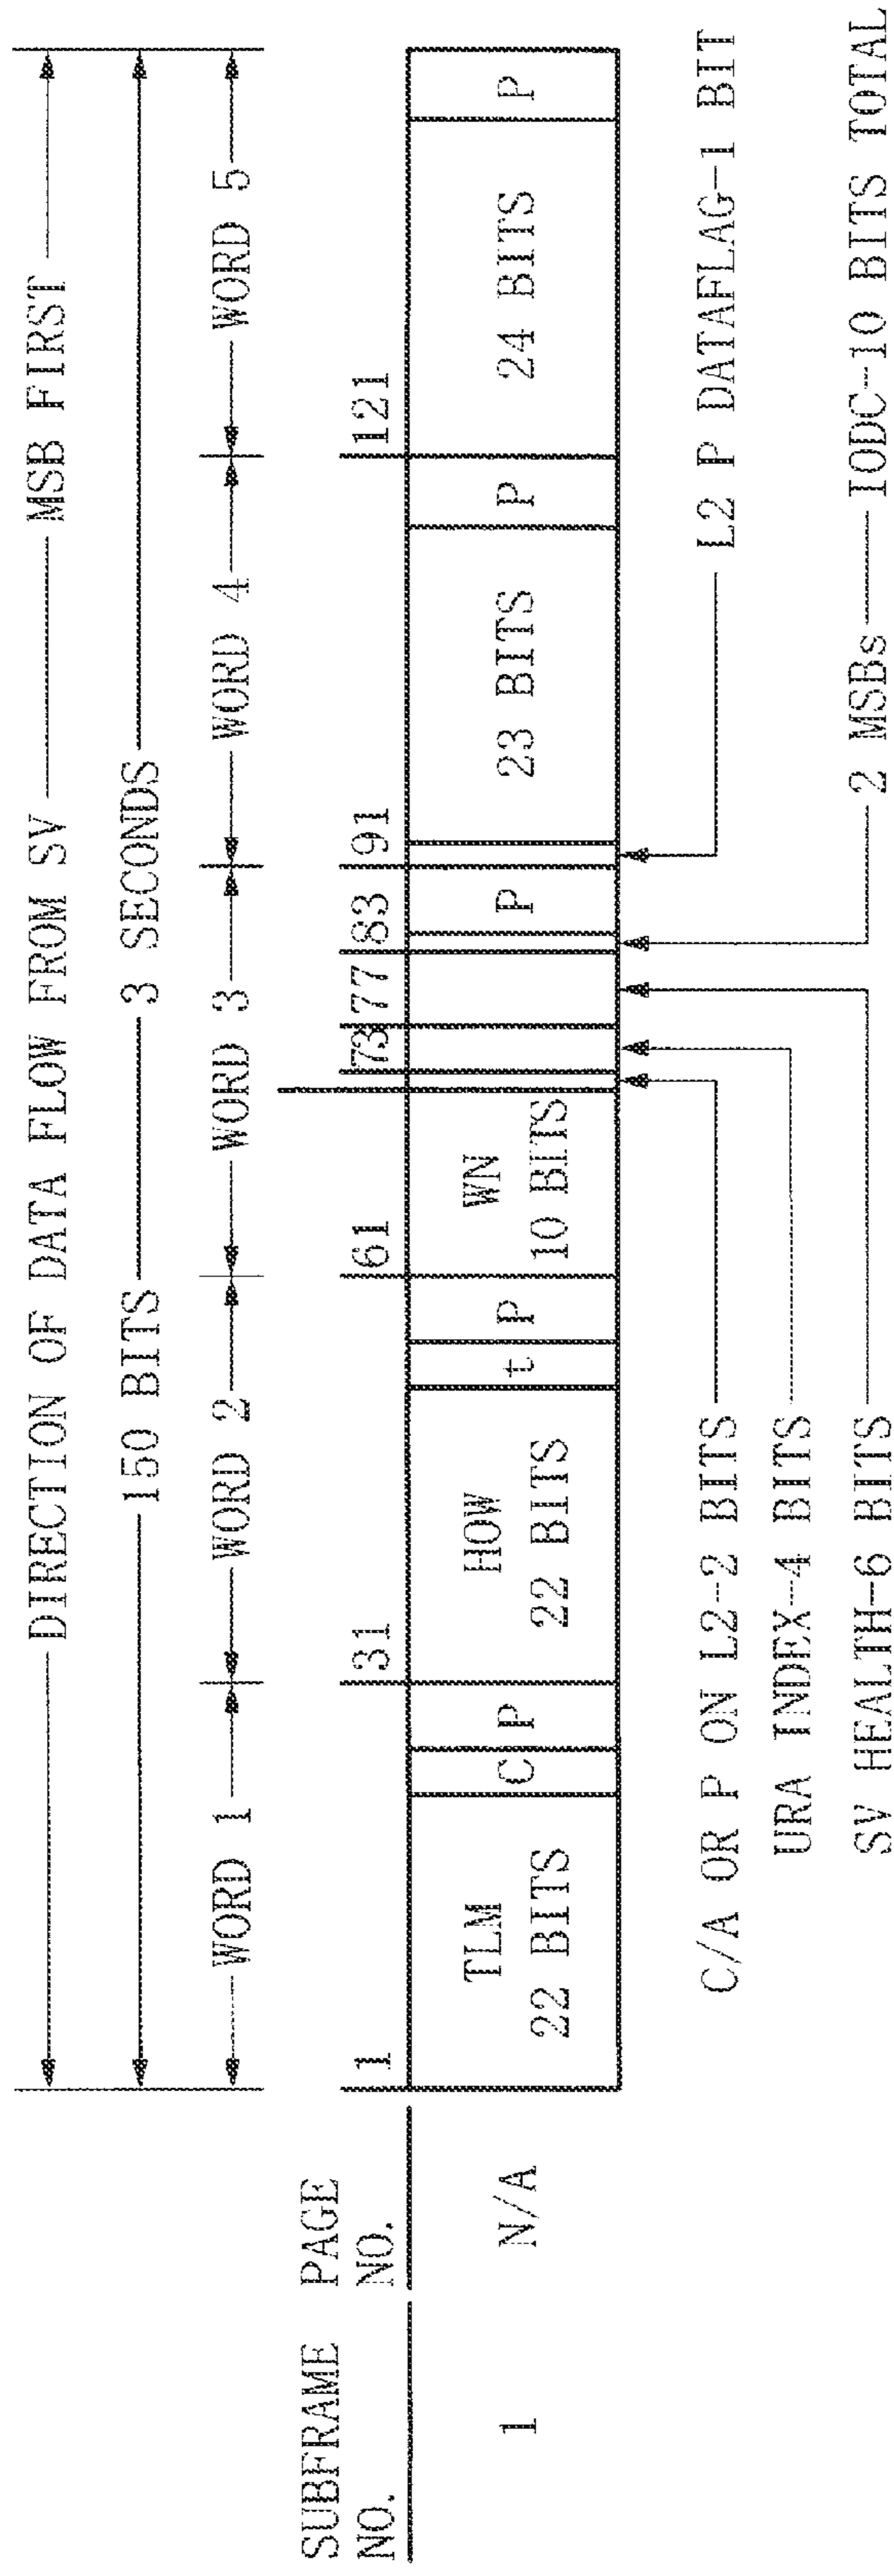 DIRECTION OF DATA FLOW FROM SV MSB FIRST
150 BITS 3 SECONDS
WORD 1 WORD 2 WORD 3 WORD 4 WORD 5
SUBFRAME NO. PAGE NO.
1 31 61 73 77 83 91 121
1 N/A
TLM
22 BITS
C
P
HOW
22 BITS
t
P
WN
10 BITS
P
23 BITS
P
24 BITS
P
C/A OR P ON L2-2 BITS
L2 P DATAFLAG-1 BIT
URA INDEX-4 BITS
SV HEALTH-6 BITS
2 MSBs IODC-10 BITS TOTAL